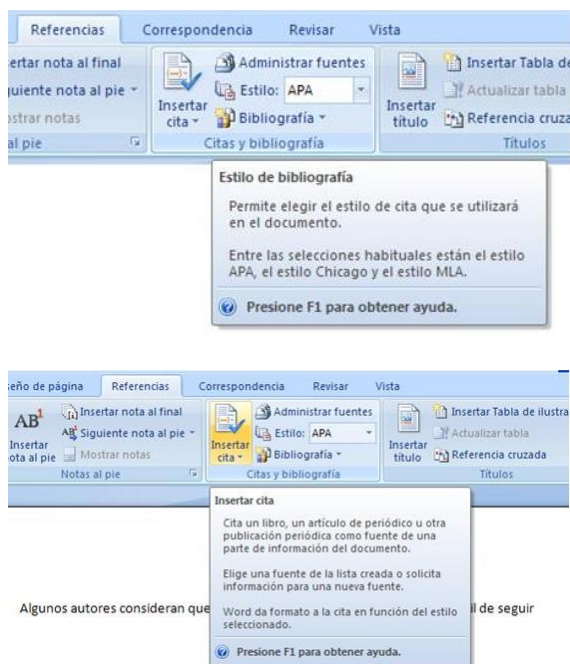 Referencias Correspondencia Revisar Vista
ertar nota al final Administrar fuentes Insertar Tabla de
uiente nota al pie Insertar cita Estilo: APA Insertar título Actualizar tabla
ostrar notas Bibliografía Referencia cruza
al pie Citas y bibliografía Títulos
Estilo de bibliografía
Permite elegir el estilo de cita que se utilizará
en el documento.
Entre las selecciones habituales están el estilo
APA, el estilo Chicago y el estilo MLA.
Presione F1 para obtener ayuda.
seño de página Referencias Correspondencia Revisar Vista
AB1 Insertar nota al final Administrar fuentes Insertar Tabla de ilustra
Insertar ota al pie AB Siguiente nota al pie Insertar cita Estilo: APA Insertar título Actualizar tabla
Mostrar notas Bibliografía Referencia cruzada
Notas al pie Citas y bibliografía Títulos
Insertar cita
Cita un libro, un artículo de periódico u otra
publicación periódica como fuente de una
parte de información del documento.
Elige una fuente de la lista creada o solicita
información para una nueva fuente.
Algunos autores consideran que il de seguir
Word da formato a la cita en función del estilo
seleccionado.
Presione F1 para obtener ayuda.